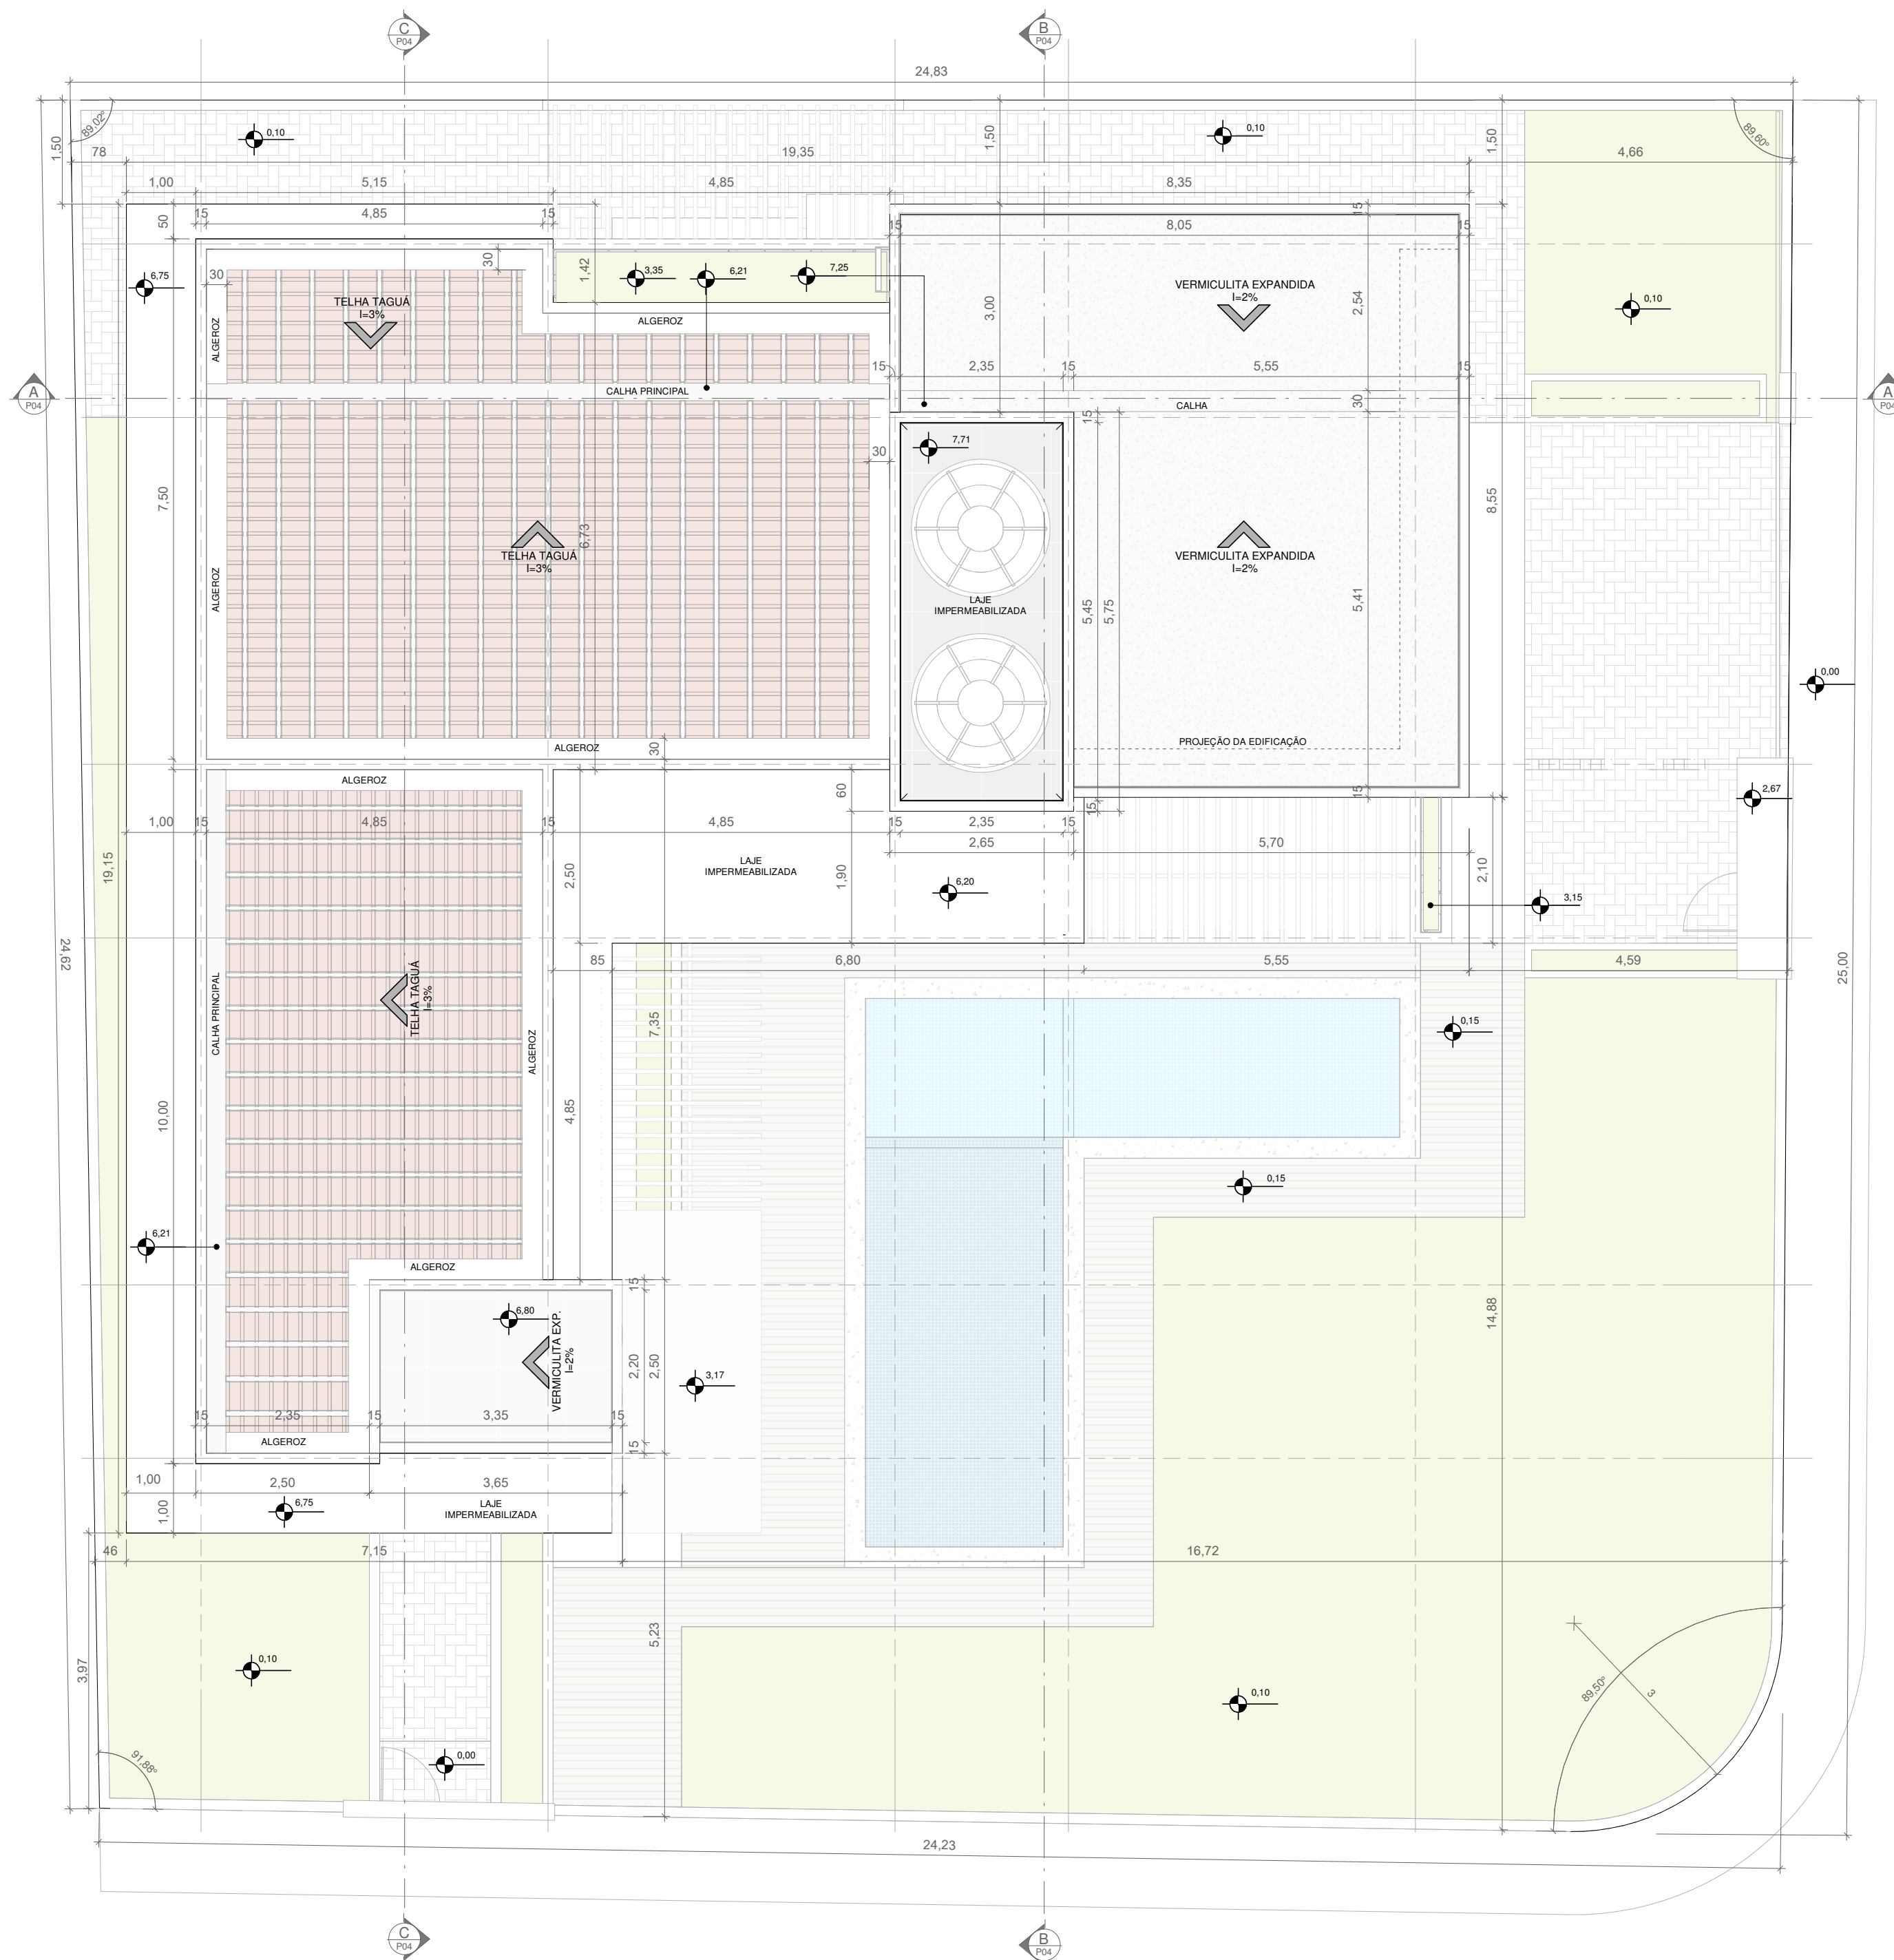 C
P04
B
P04
24,83
89.02°
89.60°
1,50
0,10
1,50
0,10
1,50
78
19,35
4,66
1,00
5,15
4,85
8,35
15
4,85
15
50
15
15
8,05
15
6,75
30
30
1,42
3,35
6,21
7,25
3,00
VERMICULITA EXPANDIDA
I=2%
2,54
0,10
TELHA TAGUÁ
I=3%
ALGEROZ
ALGEROZ
15
2,35
15
5,55
15
A
P04
CALHA PRINCIPAL
CALHA
30
A
P04
15
7,71
30
7,50
8,55
6,73
TELHA TAGUÁ
I=3%
VERMICULITA EXPANDIDA
I=2%
ALGEROZ
LAJE
IMPERMEABILIZADA
5,45
5,75
5,41
0,00
ALGEROZ
30
PROJEÇÃO DA EDIFICAÇÃO
ALGEROZ
60
15
15
2,67
1,00
15
4,85
15
4,85
15
2,35
15
2,65
5,70
19,15
2,50
LAJE
IMPERMEABILIZADA
1,90
6,20
2,10
3,15
24,62
85
6,80
5,55
4,59
25,00
CALHA PRINCIPAL
TELHA TAGUÁ
I=3%
ALGEROZ
7,35
0,15
10,00
4,85
0,15
6,21
ALGEROZ
15
6,80
VERMICULITA EXP.
I=2%
2,20
2,50
3,17
14,88
15
2,35
15
3,35
15
ALGEROZ
15
1,00
2,50
3,65
1,00
6,75
LAJE
IMPERMEABILIZADA
46
7,15
16,72
3,97
5,23
0,10
0,10
89,50°
3
91,88°
0,00
24,23
C
P04
B
P04